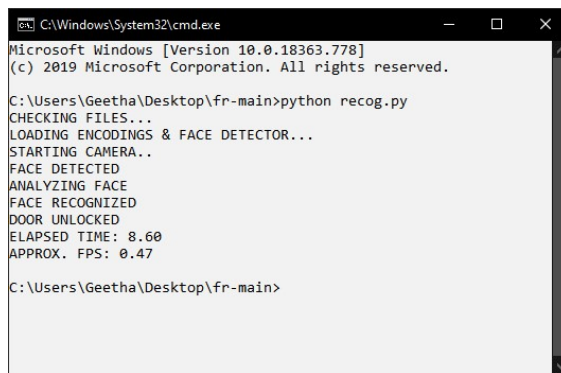 C:\Windows\System32\cmd.exe
Microsoft Windows [Version 10.0.18363.778]
(c) 2019 Microsoft Corporation. All rights reserved.
C:\Users\Geetha\Desktop\fr-main>python recog.py
CHECKING FILES...
LOADING ENCODINGS & FACE DETECTOR...
STARTING CAMERA..
FACE DETECTED
ANALYZING FACE
FACE RECOGNIZED
DOOR UNLOCKED
ELAPSED TIME: 8.60
APPROX. FPS: 0.47
C:\Users\Geetha\Desktop\fr-main>